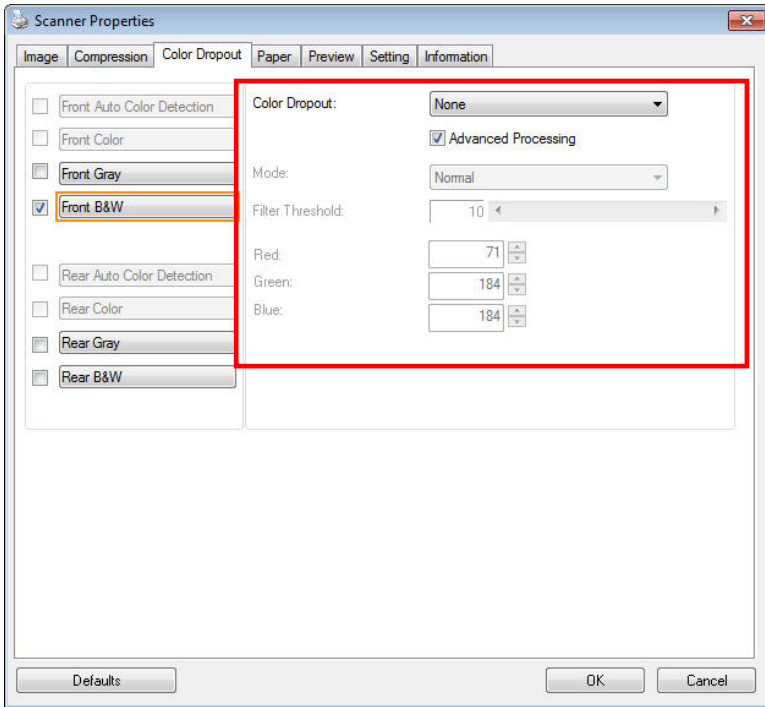 Scanner Properties
Image Compression Color Dropout Paper Preview Setting Information
Front Auto Color Detection
Front Color
Front Gray
Front B&W
Rear Auto Color Detection
Rear Color
Rear Gray
Rear B&W
Color Dropout: None
Advanced Processing
Mode: Normal
Filter Threshold: 10
Red: 71
Green: 184
Blue: 184
Defaults OK Cancel